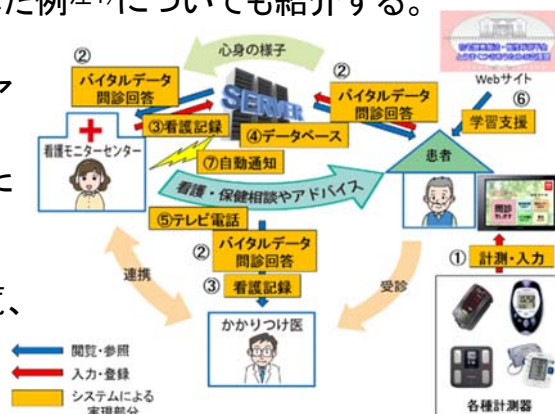 た例
についても紹介する。
ア
に
心身の様子
②
バイタルデータ
問診回答
SERVER
②
バイタルデータ
問診回答
Webサイト
⑥
学習支援
③看護記録
④データベース
⑦自動通知
看護モニターセンター
患者
看護・保健相談やアドバイス
⑤テレビ電話
②
バイタルデータ
問診回答
③
看護記録
①
計測・入力
連携
受診
かかりつけ医
各種計測器
閲覧・参照
入力・登録
システムによる
実現部分